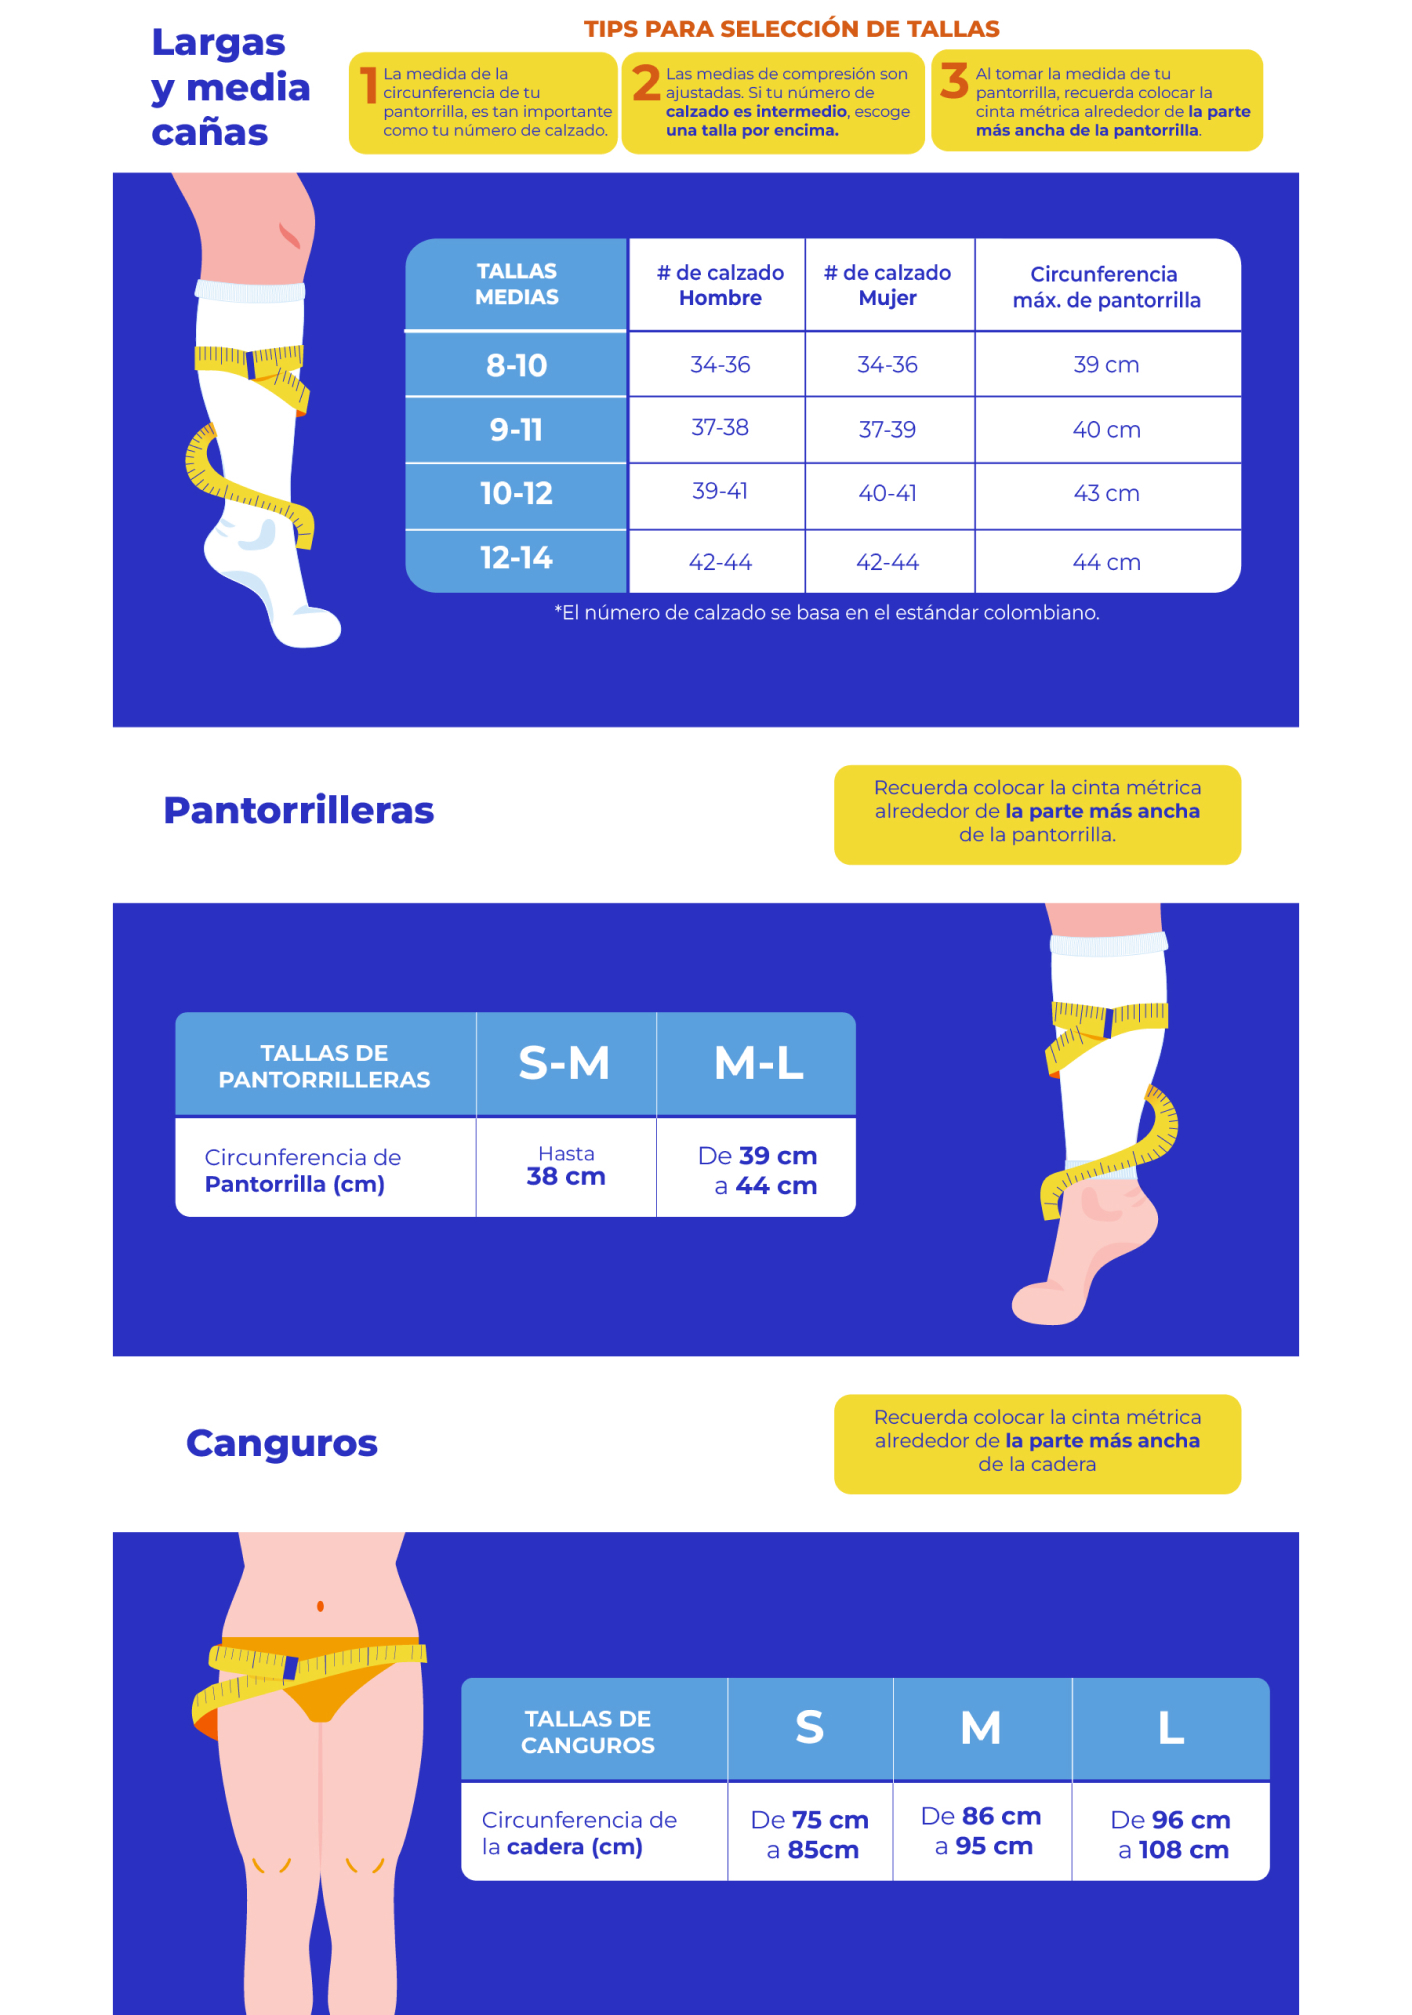 Largas
y media
cañas
TIPS PARA SELECCIÓN DE TALLAS
1 La medida de la
circunferencia de tu
pantorrilla, es tan importante
como tu número de calzado.
2 Las medias de compresión son
ajustadas. Si tu número de
calzado es intermedio, escoge
una talla por encima.
3 Al tomar la medida de tu
pantorrilla, recuerda colocar la
cinta métrica alrededor de la parte
más ancha de la pantorrilla.
TALLAS
MEDIAS
# de calzado
Hombre
# de calzado
Mujer
Circunferencia
máx. de pantorrilla
8-10 34-36 34-36 39 cm
9-11 37-38 37-39 40 cm
10-12 39-41 40-41 43 cm
12-14 42-44 42-44 44 cm
*El número de calzado se basa en el estándar colombiano.
Pantorrilleras
Recuerda colocar la cinta métrica
alrededor de la parte más ancha
de la pantorrilla.
TALLAS DE
PANTORRILLERAS
S-M
M-L
Circunferencia de
Pantorrilla (cm)
Hasta
38 cm
De 39 cm
a 44 cm
Canguros
Recuerda colocar la cinta métrica
alrededor de la parte más ancha
de la cadera
TALLAS DE
CANGUROS
S
M
L
Circunferencia de
la cadera (cm)
De 75 cm
a 85cm
De 86 cm
a 95 cm
De 96 cm
a 108 cm